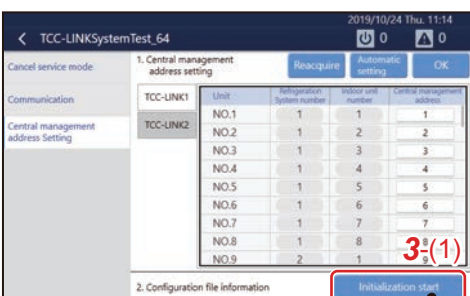 2019/10/24 Thu. 11:14
TCC-LINKSystemTest_64
0
0
Cancel service mode
Communication
Central management
address Setting
1. Central management
address setting
Reacquire
Automatic
setting
OK
TCC-LINK1
TCC-LINK2
Unit
Refrigeration
System number
Indoor unit
number
Central management
address
NO.1 1 1 1
NO.2 1 2 2
NO.3 1 3 3
NO.4 1 4 4
NO.5 1 5 5
NO.6 1 6 6
NO.7 1 7 7
NO.8 1 8 8
NO.9 2 1 9
3-(1)
2. Configuration file information
Initialization start